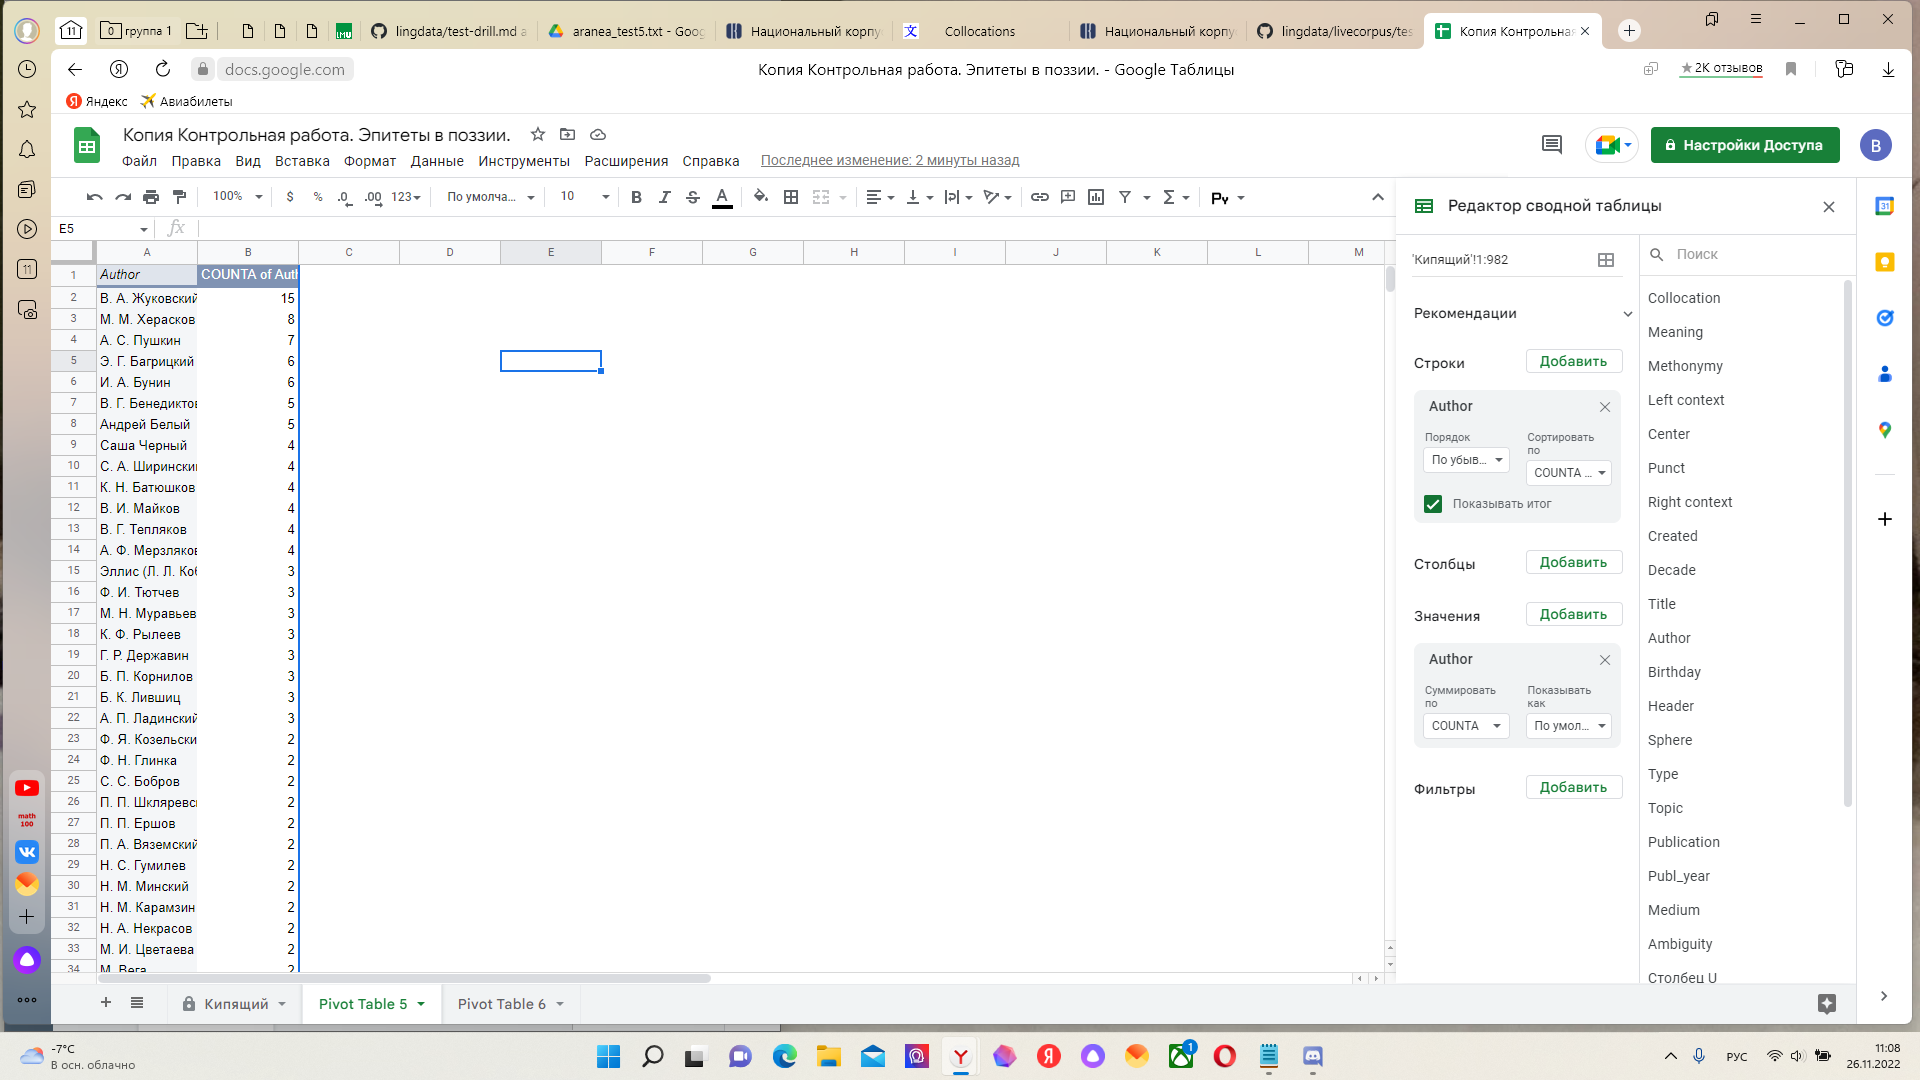 11
0 группа 1
lingdata/test-drill.md a
aranea_test5.txt - Goog
Национальный корпу
Collocations
Национальный корпу
lingdata/livecorpus/tes
Копия Контрольная
docs.google.com
Копия Контрольная работа. Эпитеты в поззии. - Google Таблицы
★ 2К отзывов
Яндекс
Авиабилеты
Копия Контрольная работа. Эпитеты в поззии.
Файл Правка Вид Вставка Формат Данные Инструменты Расширения Справка
Последнее изменение: 2 минуты назад
Настройки Доступа
B
100% $ % .0 .00 123 По умолча... 10 B I S A Σ Py
E5
fx
A B C D E F G H I J K L M
1 Author COUNTA of Auth
2 В. А. Жуковский 15
3 М. М. Херасков 8
4 А. С. Пушкин 7
5 Э. Г. Багрицкий 6
6 И. А. Бунин 6
7 В. Г. Бенедиктов 5
8 Андрей Белый 5
9 Саша Черный 4
10 С. А. Ширински 4
11 К. Н. Батюшков 4
12 В. И. Майков 4
13 В. Г. Тепляков 4
14 А. Ф. Мерзляков 4
15 Эллис (Л. Л. Коб 3
16 Ф. И. Тютчев 3
17 М. Н. Муравьев 3
18 К. Ф. Рылеев 3
19 Г. Р. Державин 3
20 Б. П. Корнилов 3
21 Б. К. Лившиц 3
22 А. П. Ладинский 3
23 Ф. Я. Козельски 2
24 Ф. Н. Глинка 2
25 С. С. Бобров 2
26 П. П. Шкляревс 2
27 П. П. Ершов 2
28 П. А. Вяземский 2
29 Н. С. Гумилев 2
30 Н. М. Минский 2
31 Н. М. Карамзин 2
32 Н. А. Некрасов 2
33 М. И. Цветаева 2
34 М. Вега 2
Редактор сводной таблицы
'Кипящий'!1:982
Рекомендации
Строки Добавить
Author
Порядок
Сортировать по
По убыв...
COUNTA ...
Показывать итог
Столбцы Добавить
Значения Добавить
Author
Суммировать по
Показывать как
COUNTA
По умол...
Фильтры Добавить
Поиск
Collocation
Meaning
Methonymy
Left context
Center
Punct
Right context
Created
Decade
Title
Author
Birthday
Header
Sphere
Type
Topic
Publication
Publ_year
Medium
Ambiguity
Столбец U
31
11
math 100
Кипящий
Pivot Table 5
Pivot Table 6
-7°C
В осн. облачно
1
РУС
11:08
26.11.2022